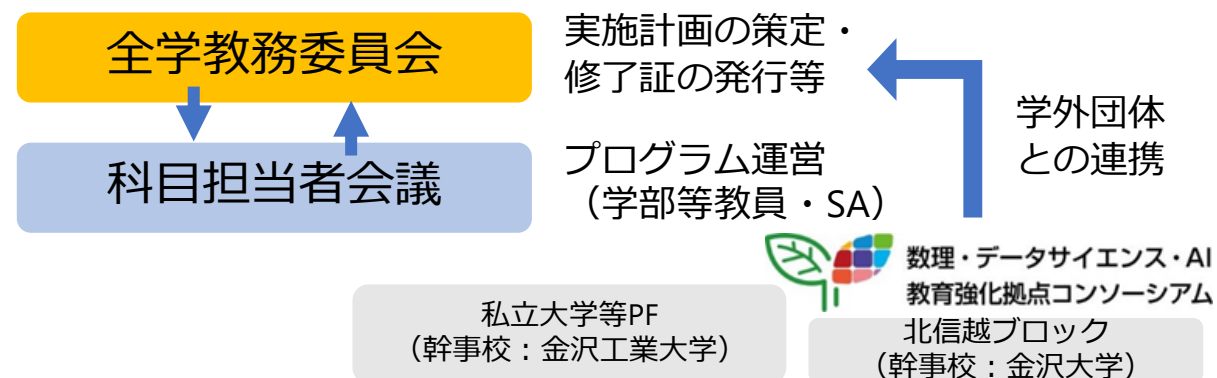 全学教務委員会
実施計画の策定・
修了証の発行等
学外団体
との連携
科目担当者会議
プログラム運営
（学部等教員・SA）
数理・データサイエンス・AI
教育強化拠点コンソーシアム
私立大学等PF
（幹事校：金沢工業大学）
北信越ブロック
（幹事校：金沢大学）